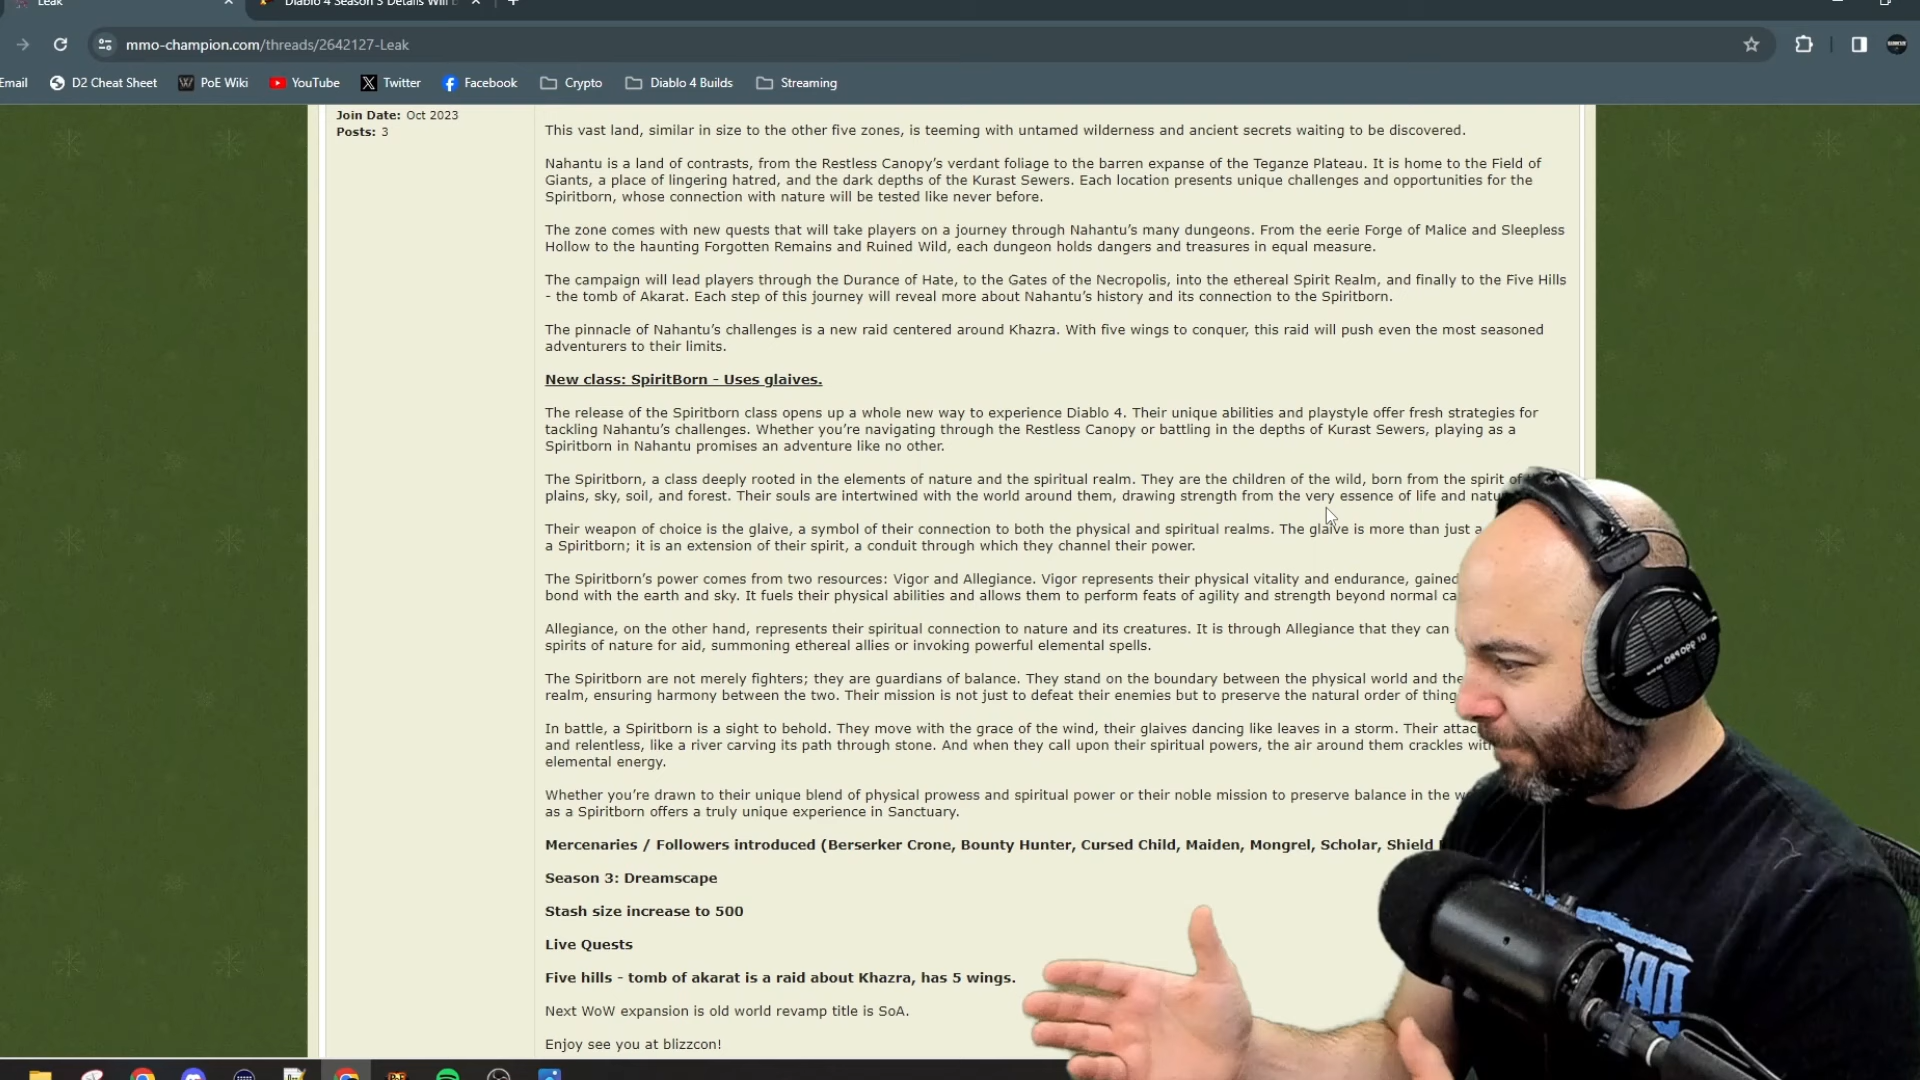 Leak
Diablo 4 Season 3 Details Will
mmo-champion.com/threads/2642127-Leak
Email D2 Cheat Sheet PoE Wiki YouTube Twitter Facebook Crypto Diablo 4 Builds Streaming
Join Date: Oct 2023
Posts: 3
This vast land, similar in size to the other five zones, is teeming with untamed wilderness and ancient secrets waiting to be discovered.
Nahantu is a land of contrasts, from the Restless Canopy's verdant foliage to the barren expanse of the Teganze Plateau. It is home to the Field of
Giants, a place of lingering hatred, and the dark depths of the Kurast Sewers. Each location presents unique challenges and opportunities for the
Spiritborn, whose connection with nature will be tested like never before.
The zone comes with new quests that will take players on a journey through Nahantu's many dungeons. From the eerie Forge of Malice and Sleepless
Hollow to the haunting Forgotten Remains and Ruined Wild, each dungeon holds dangers and treasures in equal measure.
The campaign will lead players through the Durance of Hate, to the Gates of the Necropolis, into the ethereal Spirit Realm, and finally to the Five Hills
- the tomb of Akarat. Each step of this journey will reveal more about Nahantu's history and its connection to the Spiritborn.
The pinnacle of Nahantu's challenges is a new raid centered around Khazra. With five wings to conquer, this raid will push even the most seasoned
adventurers to their limits.
New class: SpiritBorn - Uses glaives.
The release of the Spiritborn class opens up a whole new way to experience Diablo 4. Their unique abilities and playstyle offer fresh strategies for
tackling Nahantu's challenges. Whether you're navigating through the Restless Canopy or battling in the depths of Kurast Sewers, playing as a
Spiritborn in Nahantu promises an adventure like no other.
The Spiritborn, a class deeply rooted in the elements of nature and the spiritual realm. They are the children of the wild, born from the spirit of
plains, sky, soil, and forest. Their souls are intertwined with the world around them, drawing strength from the very essence of life and
Their weapon of choice is the glaive, a symbol of their connection to both the physical and spiritual realms. The glaive is more than just a
a Spiritborn; it is an extension of their spirit, a conduit through which they channel their power.
The Spiritborn's power comes from two resources: Vigor and Allegiance. Vigor represents their physical vitality and endurance, gained
bond with the earth and sky. It fuels their physical abilities and allows them to perform feats of agility and strength beyond normal
Allegiance, on the other hand, represents their spiritual connection to nature and its creatures. It is through Allegiance that they can
spirits of nature for aid, summoning ethereal allies or invoking powerful elemental spells.
The Spiritborn are not merely fighters; they are guardians of balance. They stand on the boundary between the physical world and the
realm, ensuring harmony between the two. Their mission is not just to defeat their enemies but to preserve the natural order of
In battle, a Spiritborn is a sight to behold. They move with the grace of the wind, their glaives dancing like leaves in a storm. Their
and relentless, like a river carving its path through stone. And when they call upon their spiritual powers, the air around them crackles
elemental energy.
Whether you're drawn to their unique blend of physical prowess and spiritual power or their noble mission to preserve balance in the
as a Spiritborn offers a truly unique experience in Sanctuary.
Mercenaries / Followers introduced (Berserker Crone, Bounty Hunter, Cursed Child, Maiden, Mongrel, Scholar, Shield
Season 3: Dreamscape
Stash size increase to 500
Live Quests
Five hills - tomb of akarat is a raid about Khazra, has 5 wings.
Next WoW expansion is old world revamp title is SoA.
Enjoy see you at blizzcon!
DT 990 PRO